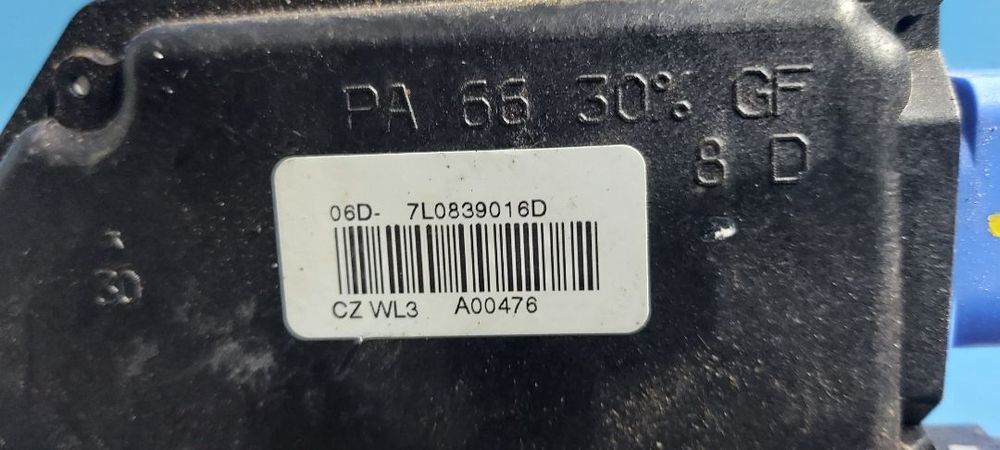 PA 66 30% GF
8 D
06D- 7L0839016D
CZ WL3 A00476
30